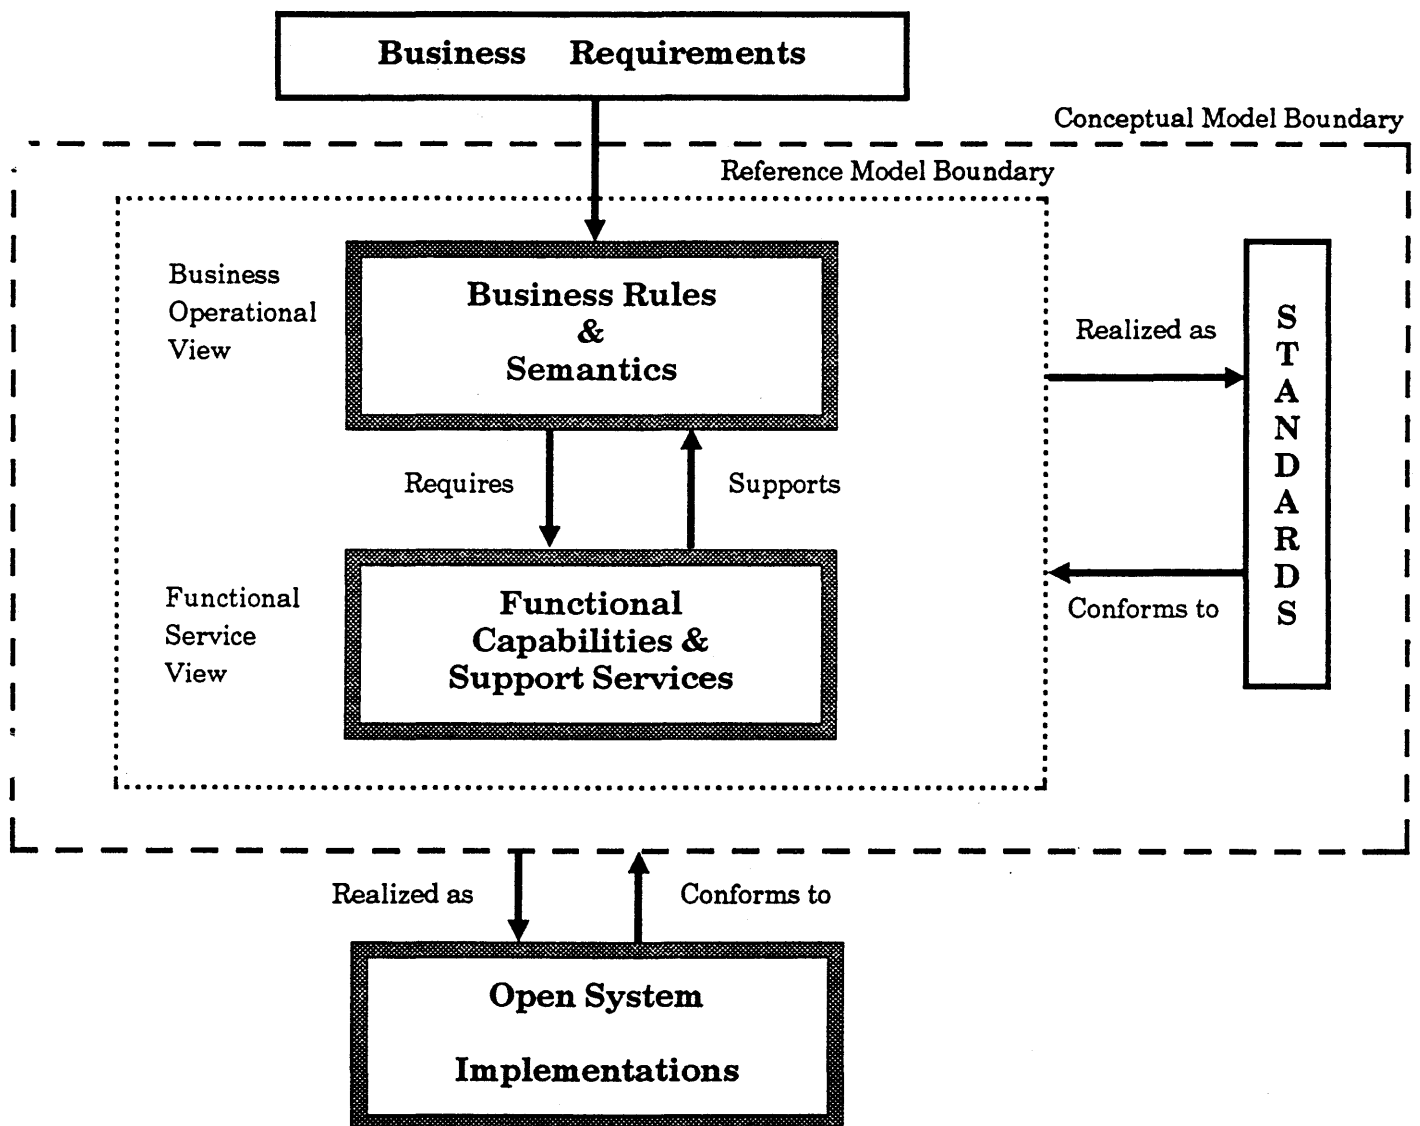 Business Requirements
Conceptual Model Boundary
Reference Model Boundary
Business
Operational
View
Business Rules
&
Semantics
Realized as
S
T
A
N
D
A
R
D
S
Requires
Supports
Functional
Service
View
Functional
Capabilities &
Support Services
Conforms to
Realized as
Conforms to
Open System
Implementations